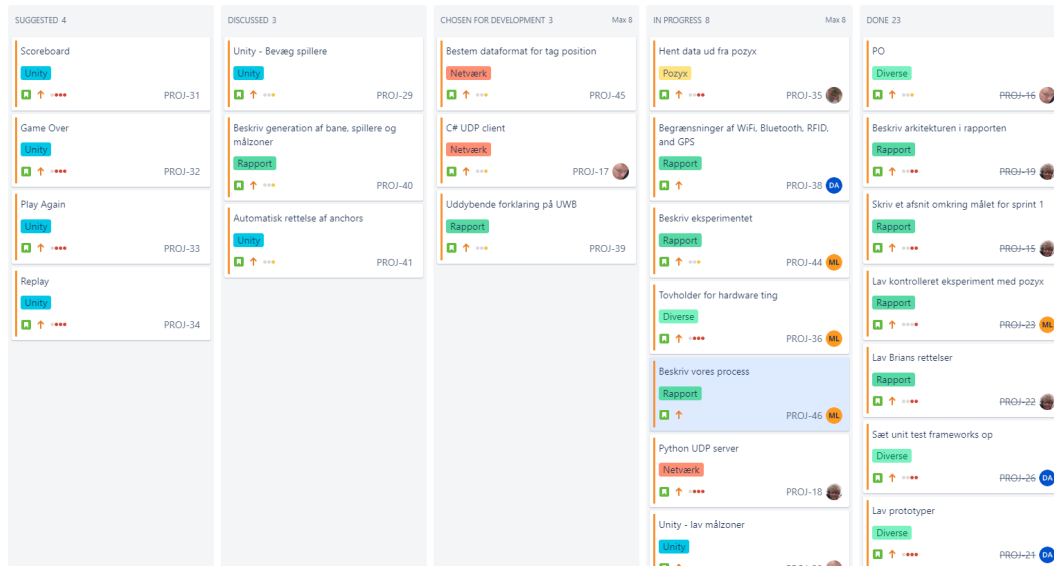 SUGGESTED 4
Scoreboard
Unity
PROJ-31
Game Over
Unity
PROJ-32
Play Again
Unity
PROJ-33
Replay
Unity
PROJ-34
DISCUSSED 3
Unity - Bevæg spillere
Unity
PROJ-29
Beskriv generation af bane, spillere og
målzoner
Rapport
PROJ-40
Automatisk rettelse af anchors
Unity
PROJ-41
CHOSEN FOR DEVELOPMENT 3 Max 8
Bestem dataformat for tag position
Netværk
PROJ-45
C# UDP client
Netværk
PROJ-17
Uddybende forklaring på UWB
Rapport
PROJ-39
IN PROGRESS 8 Max 8
Hent data ud fra pozyx
Pozyx
PROJ-35
Begrænsninger af WiFi, Bluetooth, RFID,
and GPS
Rapport
PROJ-38 DA
Beskriv eksperimentet
Rapport
PROJ-44 ML
Tovholder for hardware ting
Diverse
PROJ-36 ML
Beskriv vores process
Rapport
PROJ-46 ML
Python UDP server
Netværk
PROJ-18
Unity - lav målzoner
Unity
DONE 23
PO
Diverse
PROJ-16
Beskriv arkitekturen i rapporten
Rapport
PROJ-19
Skriv et afsnit omkring målet for sprint 1
Rapport
PROJ-15
Lav kontrolleret eksperiment med pozyx
Rapport
PROJ-23 ML
Lav Brians rettelser
Rapport
PROJ-22
Sæt unit test frameworks op
Diverse
PROJ-26 DA
Lav prototyper
Diverse
PROJ-21 DA